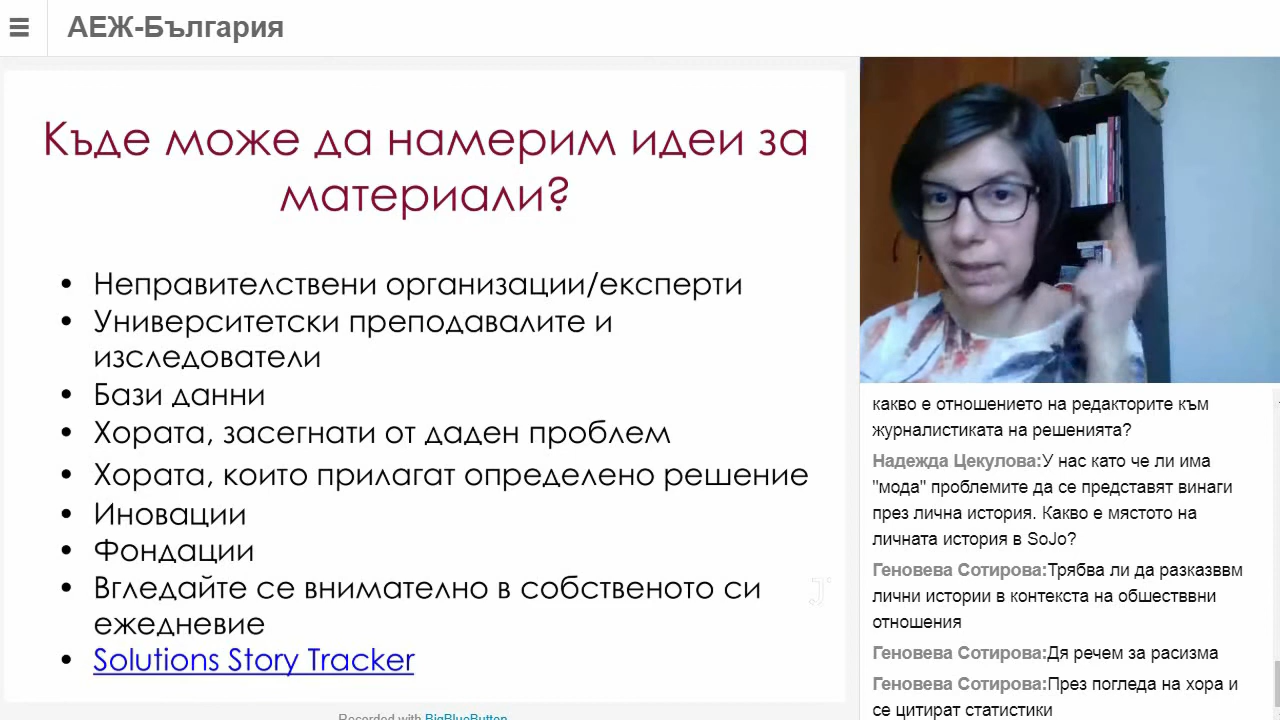 АЕЖ-България
Къде може да намерим идеи за
материали?
• Неправителствени организации/експерти
• Университетски преподавалите и
изследователи
• Бази данни
• Хората, засегнати от даден проблем
• Хората, които прилагат определено решение
• Иновации
• Фондации
• Вгледайте се внимателно в собственото си
ежедневие
• Solutions Story Tracker
Recorded with BigBlueButton
какво е отношението на редакторите към
журналистиката на решенията?
Надежда Цекулова:У нас като че ли има
"мода" проблемите да се представят винаги
през лична история. Какво е мястото на
личната история в SoJo?
Геновева Сотирова:Трябва ли да разказввм
лични истории в контекста на обшестввни
отношения
Геновева Сотирова:Дя речем за расизма
Геновева Сотирова:През погледа на хора и
се цитират статистики